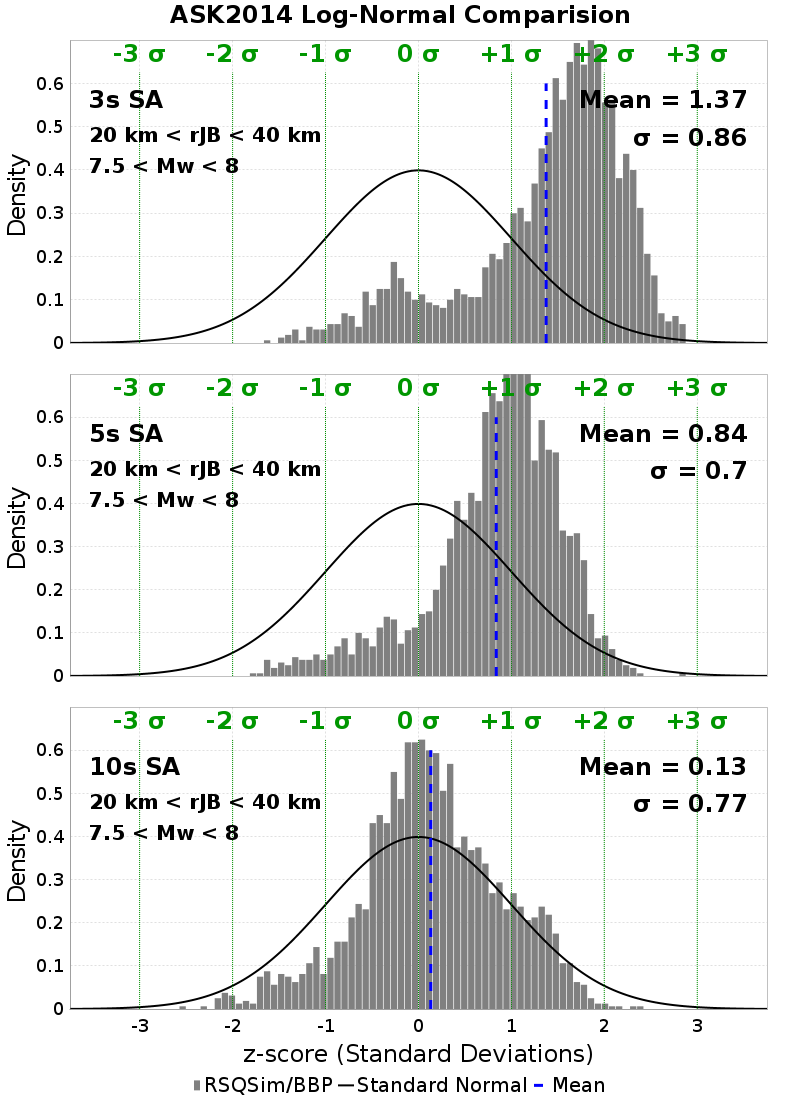 ASK2014 Log-Normal Comparision
-3 σ -2 σ -1 σ 0 σ +1 σ +2 σ +3 σ
3s SA
20 km < rJB < 40 km
7.5 < Mw < 8
Mean = 1.37
σ = 0.86
Density
0.6
0.5
0.4
0.3
0.2
0.1
0
-3 σ -2 σ -1 σ 0 σ +1 σ +2 σ +3 σ
5s SA
20 km < rJB < 40 km
7.5 < Mw < 8
Mean = 0.84
σ = 0.7
Density
0.6
0.5
0.4
0.3
0.2
0.1
0
-3 σ -2 σ -1 σ 0 σ +1 σ +2 σ +3 σ
10s SA
20 km < rJB < 40 km
7.5 < Mw < 8
Mean = 0.13
σ = 0.77
Density
0.6
0.5
0.4
0.3
0.2
0.1
0
-3 -2 -1 0 1 2 3
z-score (Standard Deviations)
RSQSim/BBP Standard Normal Mean